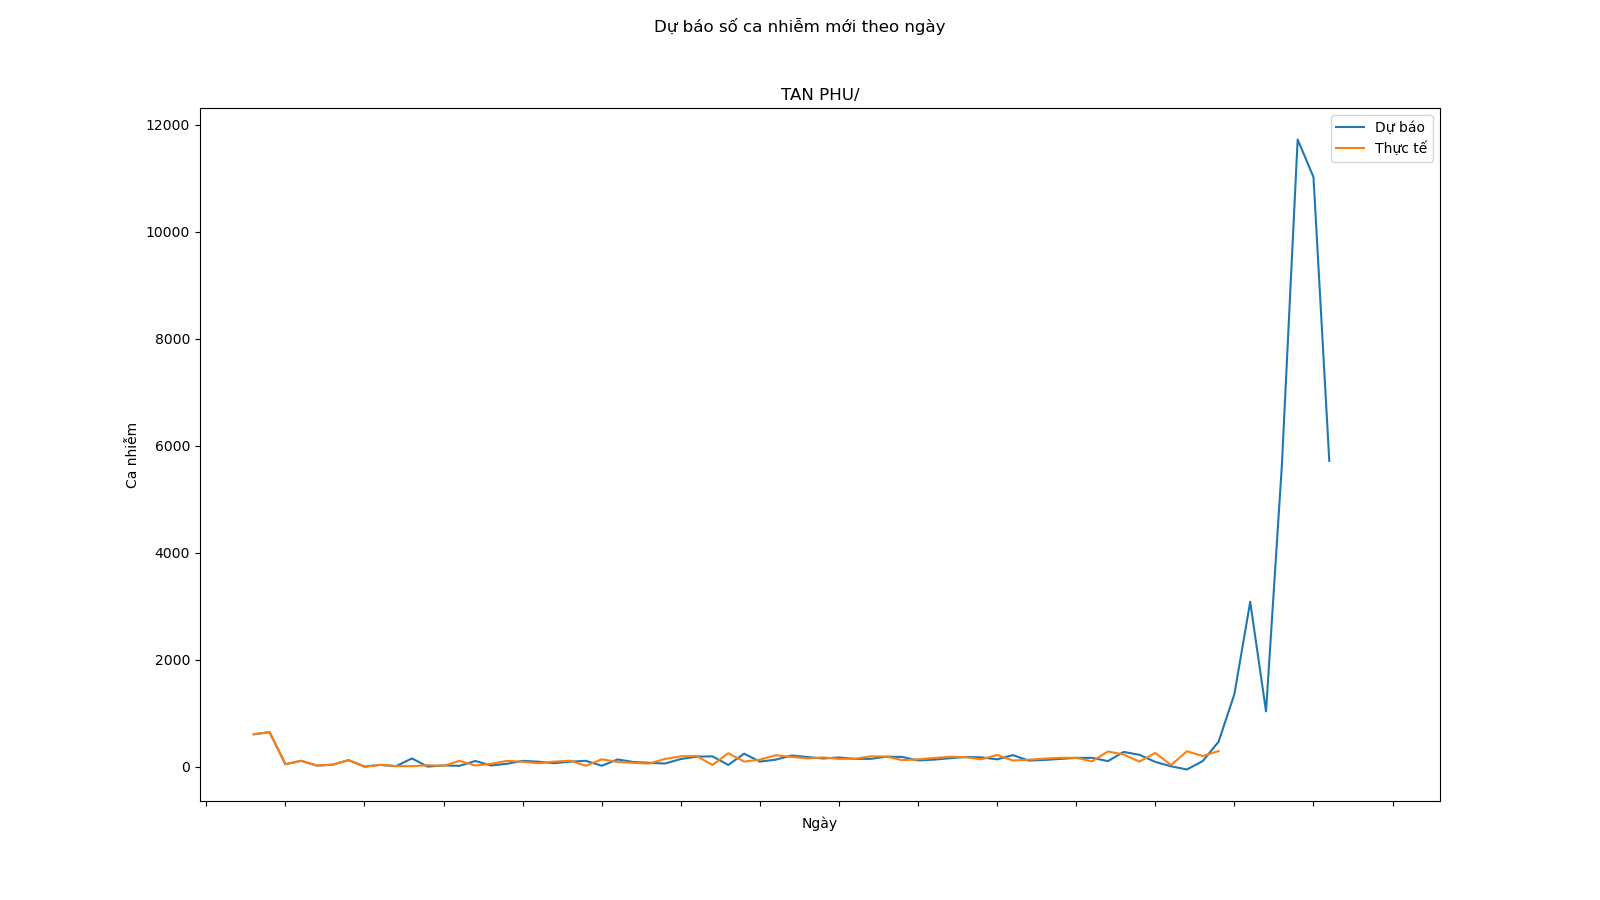 Dự báo số ca nhiễm mới theo ngày
TAN PHU/
Dự báo
Thực tế
12000
10000
8000
6000
4000
2000
0
Ca nhiễm
Ngày